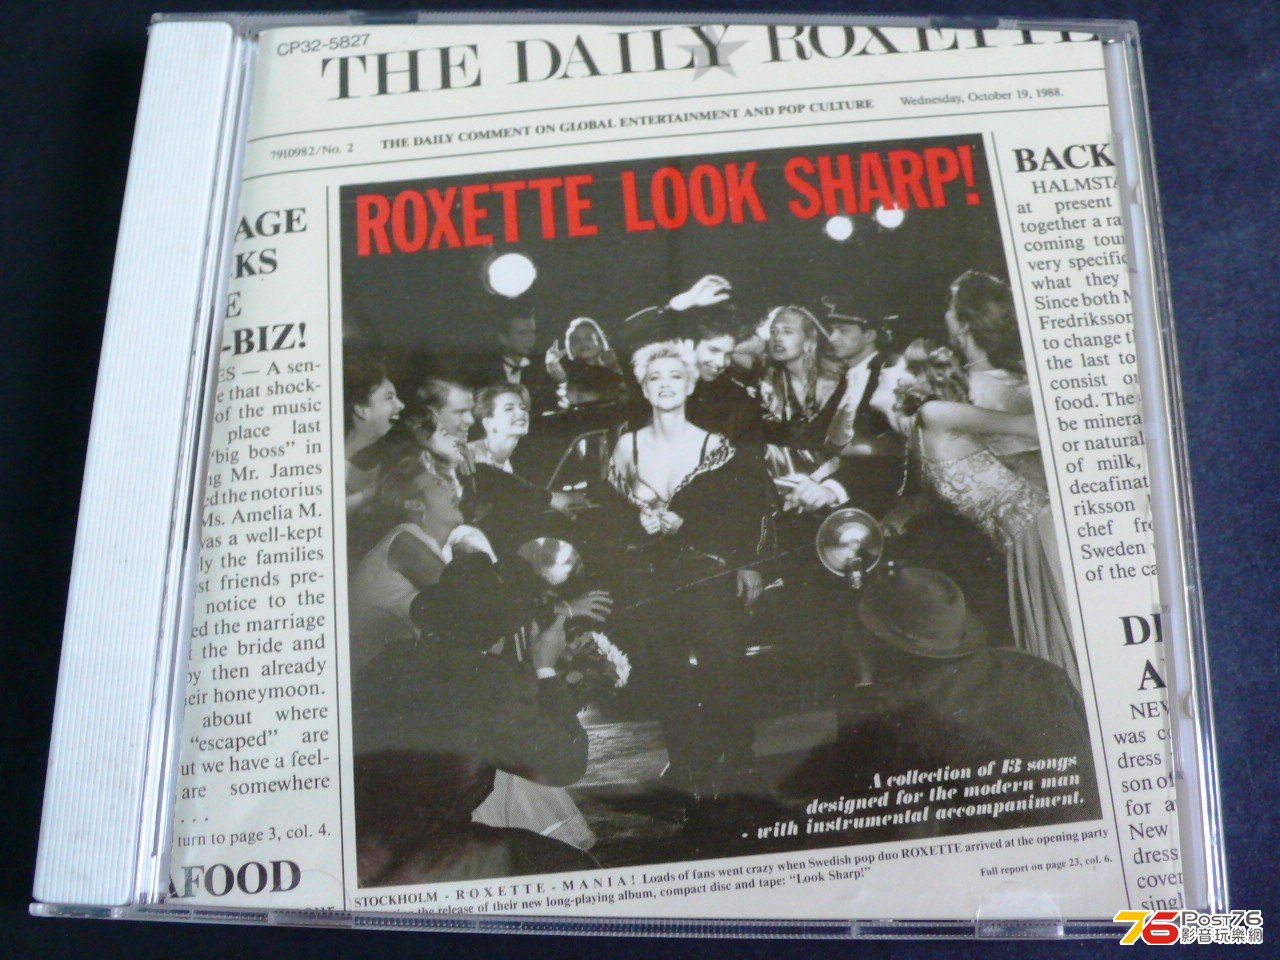 CP32-5827
THE DAILY ROXETTE
7910982/No. 2
THE DAILY COMMENT ON GLOBAL ENTERTAINMENT AND POP CULTURE
Wednesday, October 19, 1988.
AGE
KS
E
-BIZ!
ES — A sen-
e that shock-
of the music
place last
"big boss" in
ng Mr. James
ed the notorius
Ms. Amelia M.
was a well-kept
ly the families
st friends pre-
notice to the
ed the marriage
t the bride and
by then already
eir honeymoon.
about where
"escaped" are
ut we have a feel-
are somewhere
. . .
turn to page 3, col. 4.
AFOOD
ROXETTE LOOK SHARP!
A collection of 13 songs
designed for the modern man
- with instrumental accompaniment.
STOCKHOLM - ROXETTE - MANIA! Loads of fans went crazy when Swedish pop duo ROXETTE arrived at the opening party
the release of their new long-playing album, compact disc and tape: "Look Sharp!"
Full report on page 23, col. 6.
BACK
HALMSTA
at present
together a ra
coming tour
very specific
what they
Since both M
Fredriksson
to change th
the last to
consist of
food. The
be minera
or natural
of milk,
decafinat
riksson
chef fro
Sweden
of the ca
DI
A
NEW
was co
dress
son of
for a
New
dress
cover
singl
76 Post76
影音玩樂網